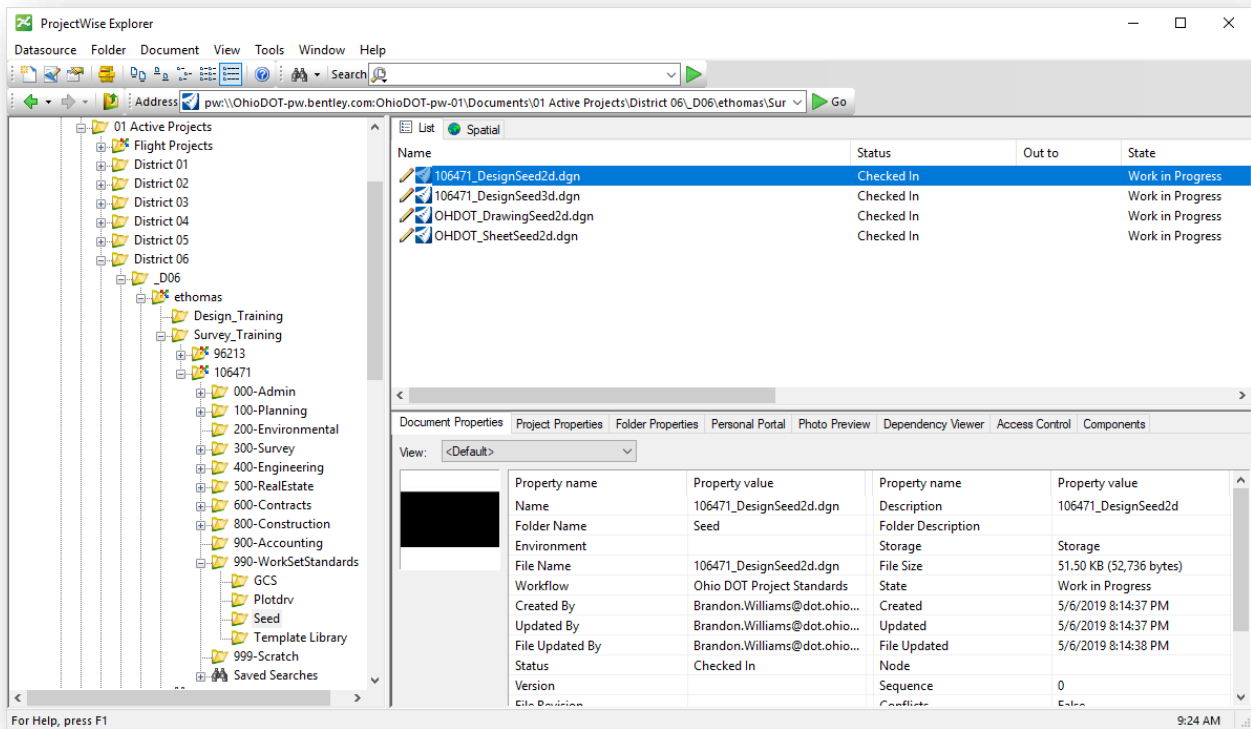 ProjectWise Explorer
Datasource Folder Document View Tools Window Help
Search
Address pw:\\OhioDOT-pw.bentley.com:OhioDOT-pw-01\Documents\01 Active Projects\District 06\_D06\ethomas\Sur Go
01 Active Projects
Flight Projects
District 01
District 02
District 03
District 04
District 05
District 06
_D06
ethomas
Design_Training
Survey_Training
96213
106471
000-Admin
100-Planning
200-Environmental
300-Survey
400-Engineering
500-RealEstate
600-Contracts
800-Construction
900-Accounting
990-WorkSetStandards
GCS
Plotdrv
Seed
Template Library
999-Scratch
Saved Searches
List Spatial
Name Status Out to State
106471_DesignSeed2d.dgn Checked In Work in Progress
106471_DesignSeed3d.dgn Checked In Work in Progress
OHDOT_DrawingSeed2d.dgn Checked In Work in Progress
OHDOT_SheetSeed2d.dgn Checked In Work in Progress
Document Properties Project Properties Folder Properties Personal Portal Photo Preview Dependency Viewer Access Control Components
View: <Default>
Property name Property value Property name Property value
Name 106471_DesignSeed2d.dgn Description 106471_DesignSeed2d
Folder Name Seed Folder Description
Environment Storage Storage
File Name 106471_DesignSeed2d.dgn File Size 51.50 KB (52,736 bytes)
Workflow Ohio DOT Project Standards State Work in Progress
Created By Brandon.Williams@dot.ohio... Created 5/6/2019 8:14:37 PM
Updated By Brandon.Williams@dot.ohio... Updated 5/6/2019 8:14:37 PM
File Updated By Brandon.Williams@dot.ohio... File Updated 5/6/2019 8:14:38 PM
Status Checked In Node
Version Sequence 0
File Revision Conflicts False
For Help, press F1 9:24 AM